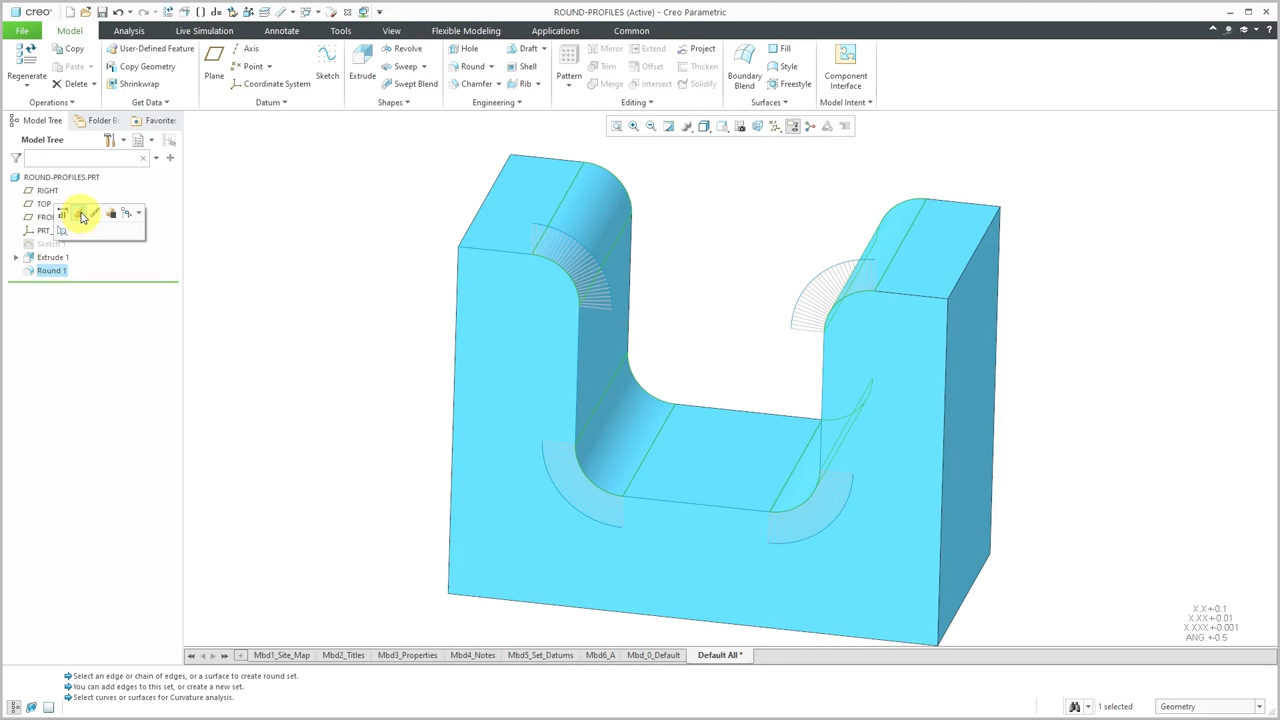 creo
ROUND-PROFILES (Active) - Creo Parametric
File Model Analysis Live Simulation Annotate Tools View Flexible Modeling Applications Common
Regenerate
Copy
Paste
Delete
Operations
User-Defined Feature
Copy Geometry
Shrinkwrap
Get Data
Plane
Axis
Point
Coordinate System
Sketch
Datum
Extrude
Revolve
Sweep
Swept Blend
Shapes
Hole
Round
Chamfer
Draft
Shell
Rib
Engineering
Pattern
Mirror
Extend
Project
Trim
Offset
Thicken
Merge
Intersect
Solidify
Editing
Boundary Blend
Fill
Style
Freestyle
Surfaces
Component Interface
Model Intent
Model Tree Folder B Favorite
Model Tree
ROUND-PROFILES.PRT
RIGHT
TOP
FRO
PRT_
Sketch 1
Extrude 1
Round 1
X.X+-0.1
X.XX+-0.01
X.XXX+-0.001
ANG.+-0.5
Mbd1_Site_Map Mbd2_Titles Mbd3_Properties Mbd4_Notes Mbd5_Set_Datums Mbd6_A Mbd_0_Default Default All *
Select an edge or chain of edges, or a surface to create round set.
You can add edges to this set, or create a new set.
Select curves or surfaces for Curvature analysis.
1 selected
Geometry